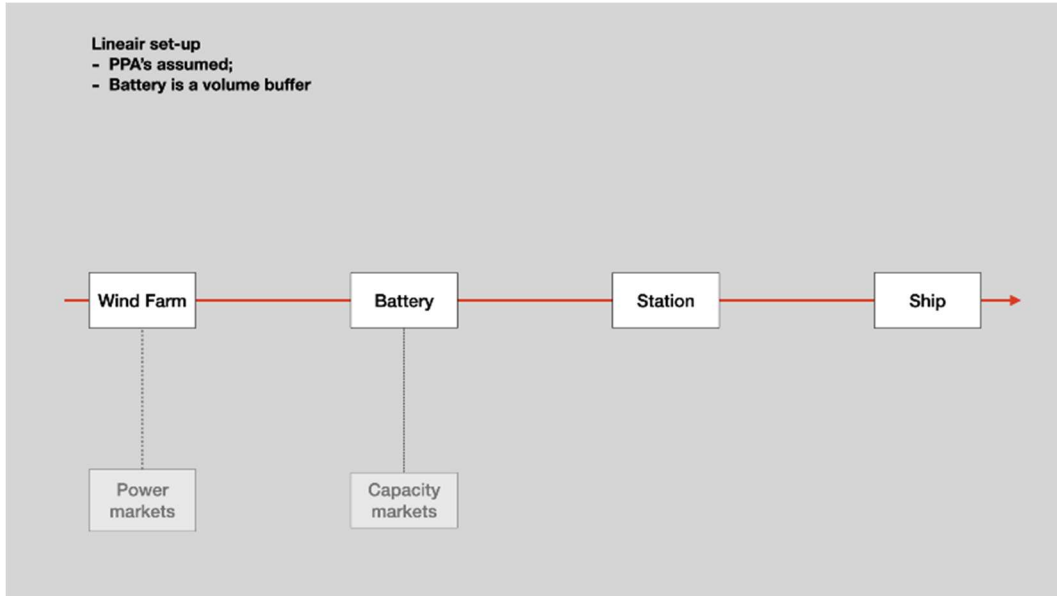 Lineair set-up
- PPA's assumed;
- Battery is a volume buffer
Wind Farm
Battery
Station
Ship
Power
markets
Capacity
markets